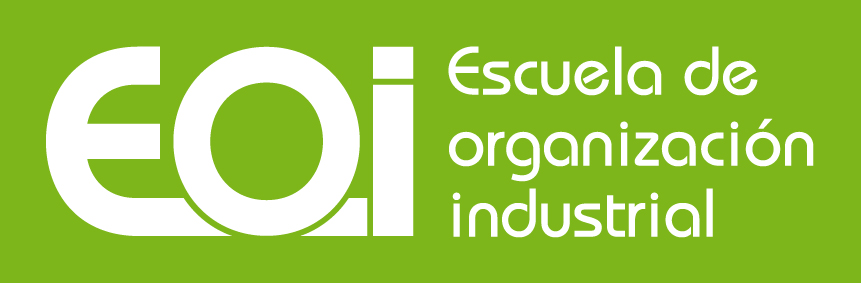 EOi
Escuela de
organización
industrial